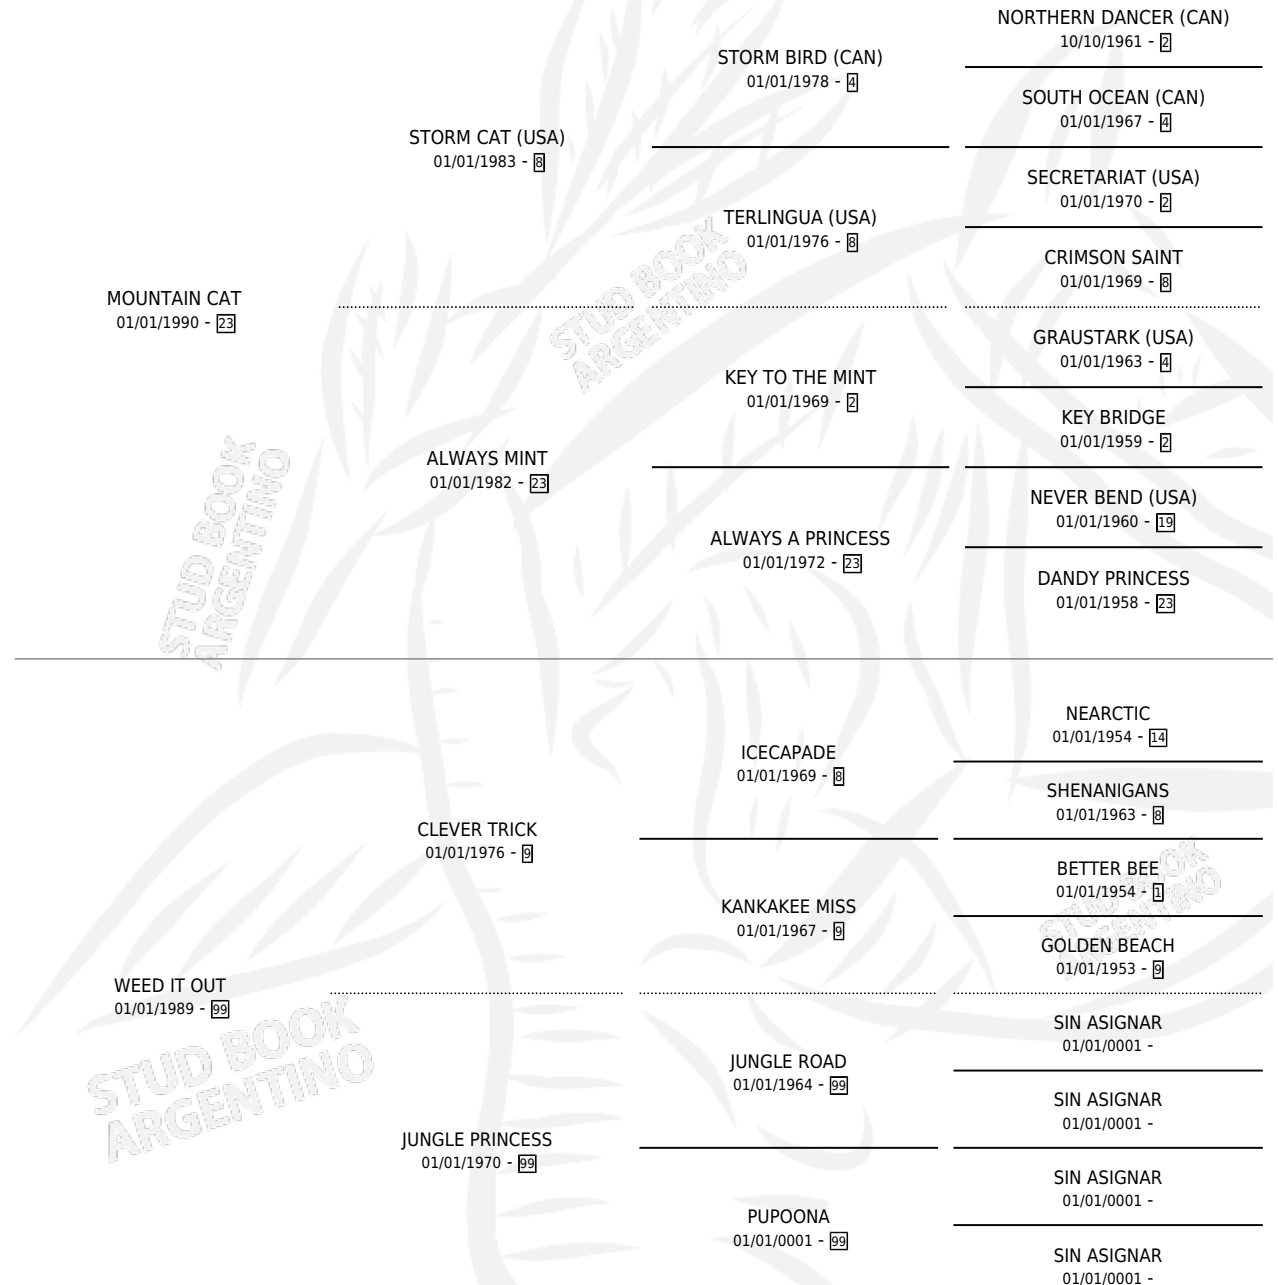 NORTHERN DANCER (CAN)
10/10/1961 - 2
STORM BIRD (CAN)
01/01/1978 - 4
SOUTH OCEAN (CAN)
01/01/1967 - 4
STORM CAT (USA)
01/01/1983 - 8
SECRETARIAT (USA)
01/01/1970 - 2
TERLINGUA (USA)
01/01/1976 - 8
CRIMSON SAINT
01/01/1969 - 8
MOUNTAIN CAT
01/01/1990 - 23
GRAUSTARK (USA)
01/01/1963 - 4
KEY TO THE MINT
01/01/1969 - 2
KEY BRIDGE
01/01/1959 - 2
ALWAYS MINT
01/01/1982 - 23
NEVER BEND (USA)
01/01/1960 - 19
ALWAYS A PRINCESS
01/01/1972 - 23
DANDY PRINCESS
01/01/1958 - 23
NEARCTIC
01/01/1954 - 14
ICECAPADE
01/01/1969 - 8
SHENANIGANS
01/01/1963 - 8
CLEVER TRICK
01/01/1976 - 9
BETTER BEE
01/01/1954 - 1
KANKAKEE MISS
01/01/1967 - 9
GOLDEN BEACH
01/01/1953 - 9
WEED IT OUT
01/01/1989 - 99
SIN ASIGNAR
01/01/0001 -
JUNGLE ROAD
01/01/1964 - 99
SIN ASIGNAR
01/01/0001 -
JUNGLE PRINCESS
01/01/1970 - 99
SIN ASIGNAR
01/01/0001 -
PUPOONA
01/01/0001 - 99
SIN ASIGNAR
01/01/0001 -
STUD BOOK
ARGENTINO
STUD BOOK
ARGENTINO
STUD BOOK
ARGENTINO
STUD BOOK
ARGENTINO